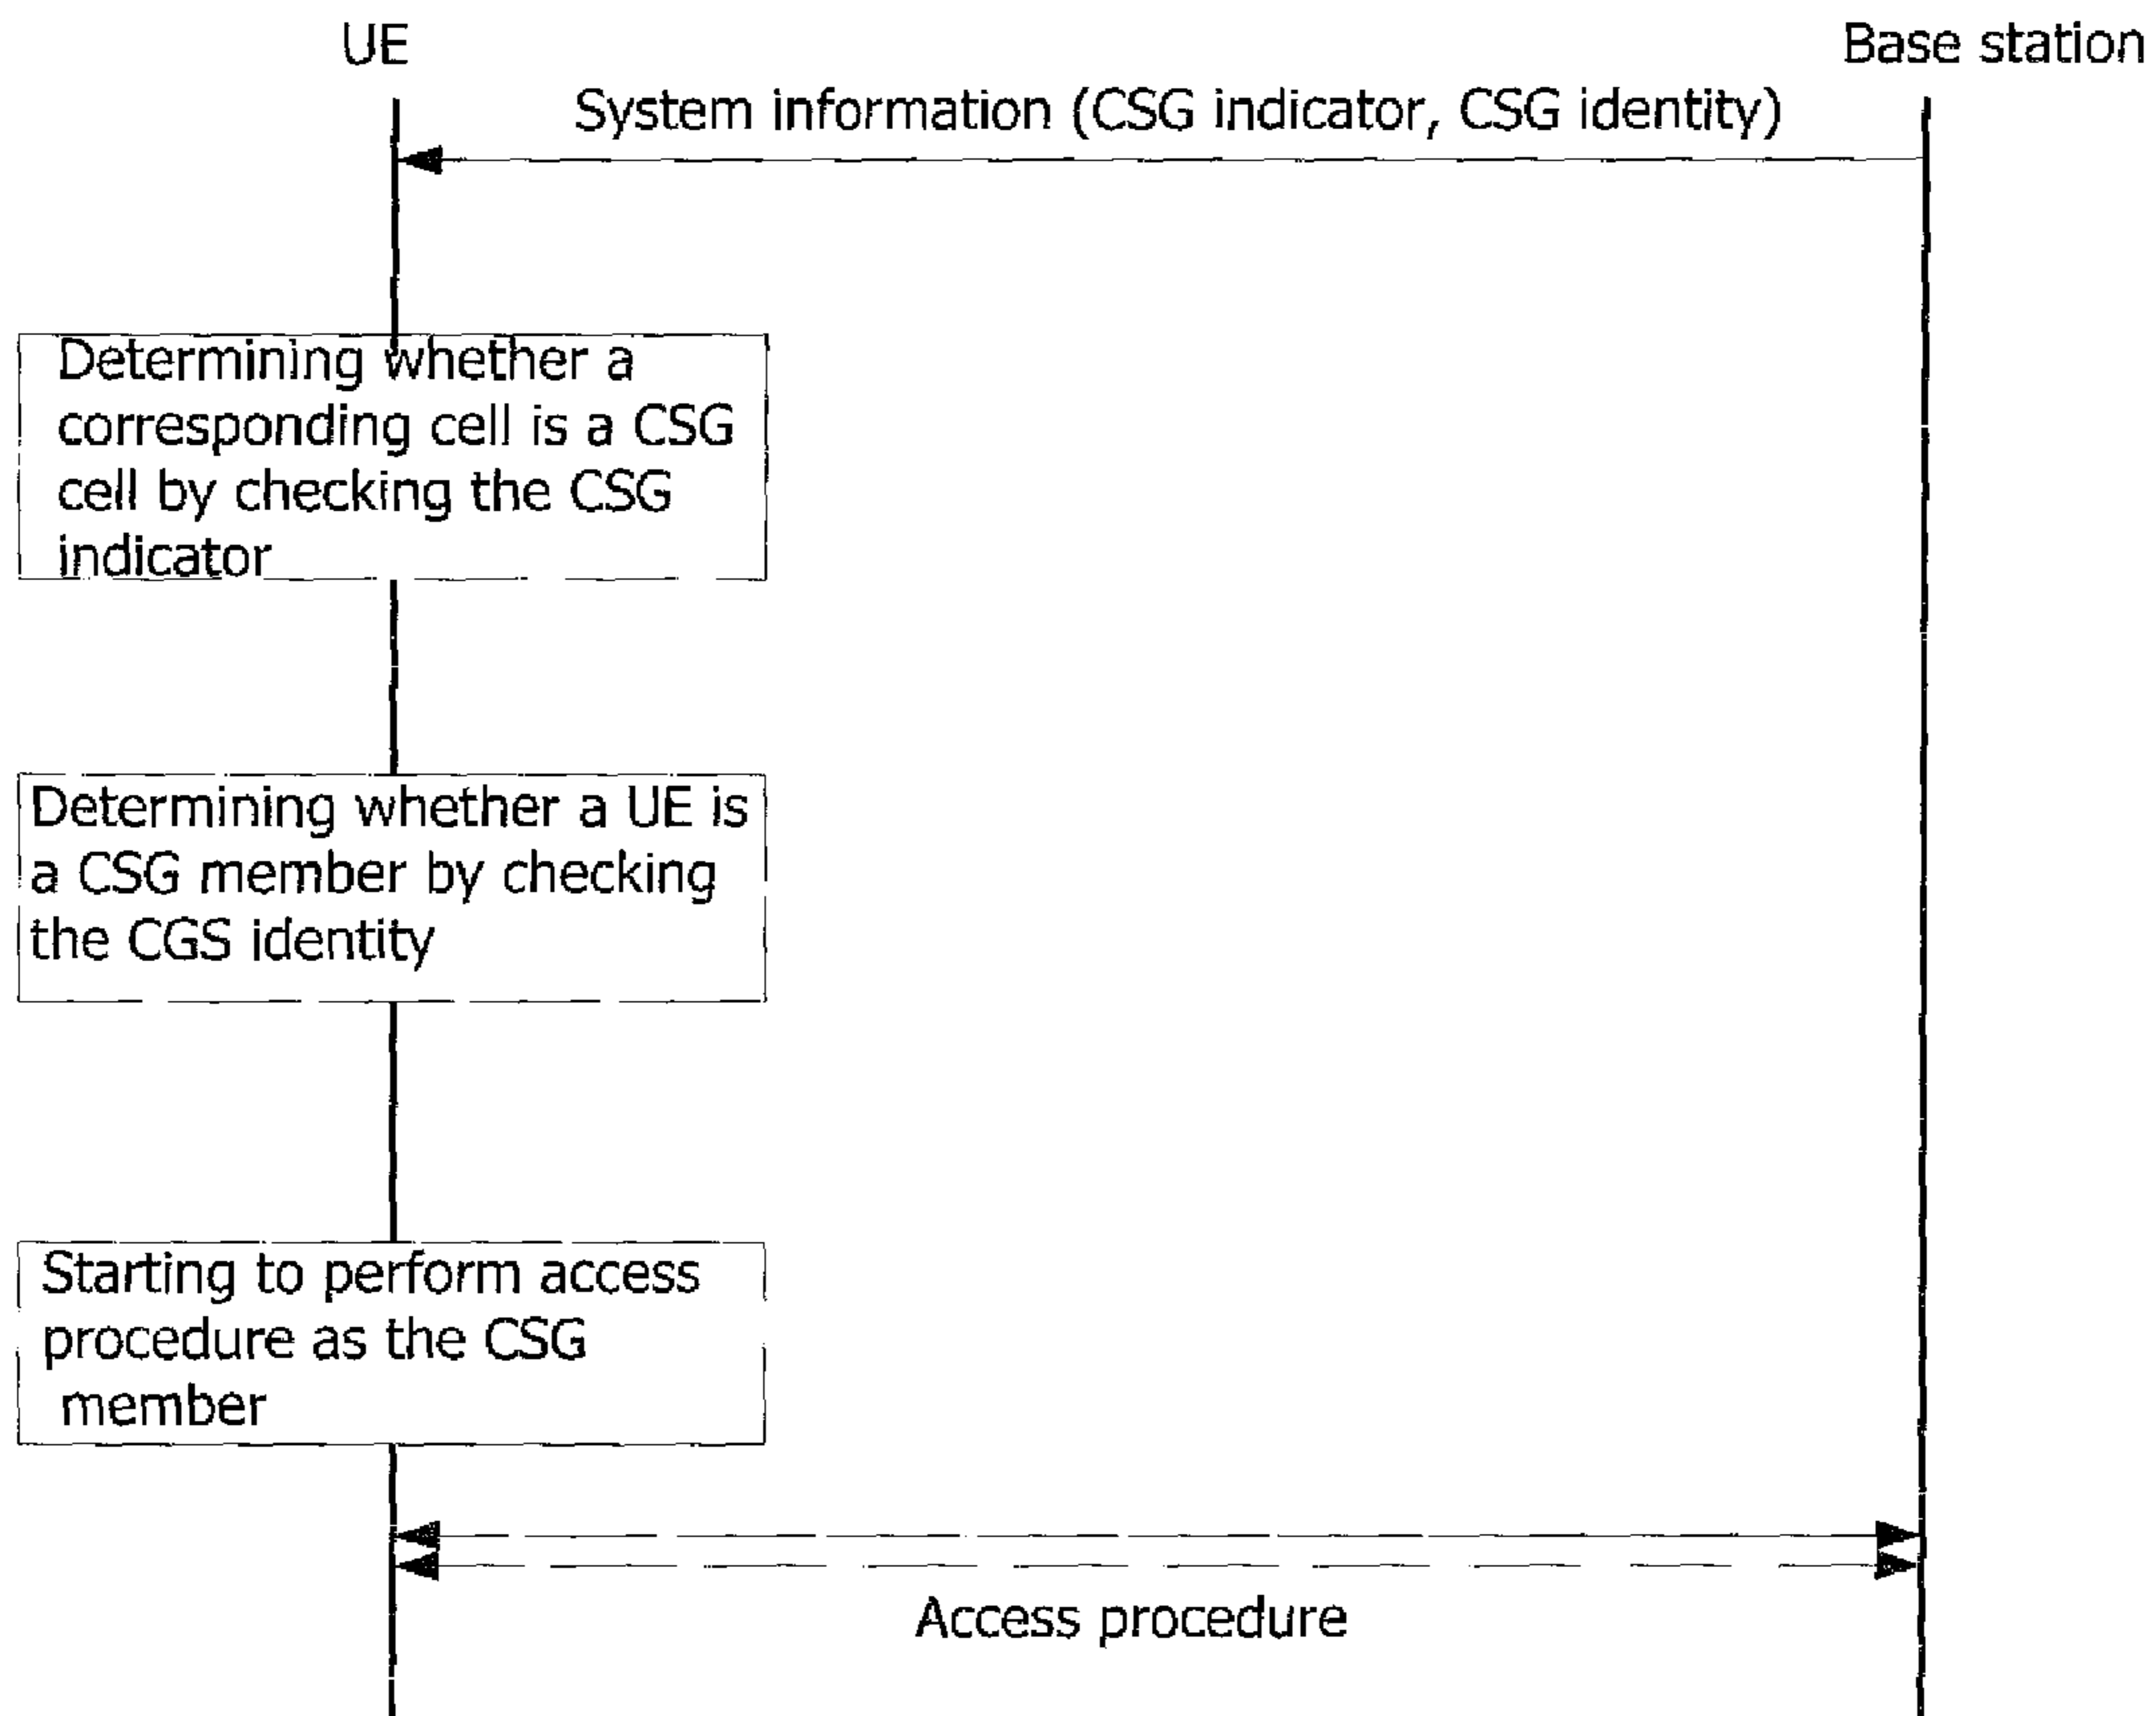 UE
Base station
System information (CSG indicator, CSG identity)
Determining whether a
corresponding cell is a CSG
cell by checking the CSG
indicator
Determining whether a UE is
a CSG member by checking
the CGS identity
Starting to perform access
procedure as the CSG
member
Access procedure